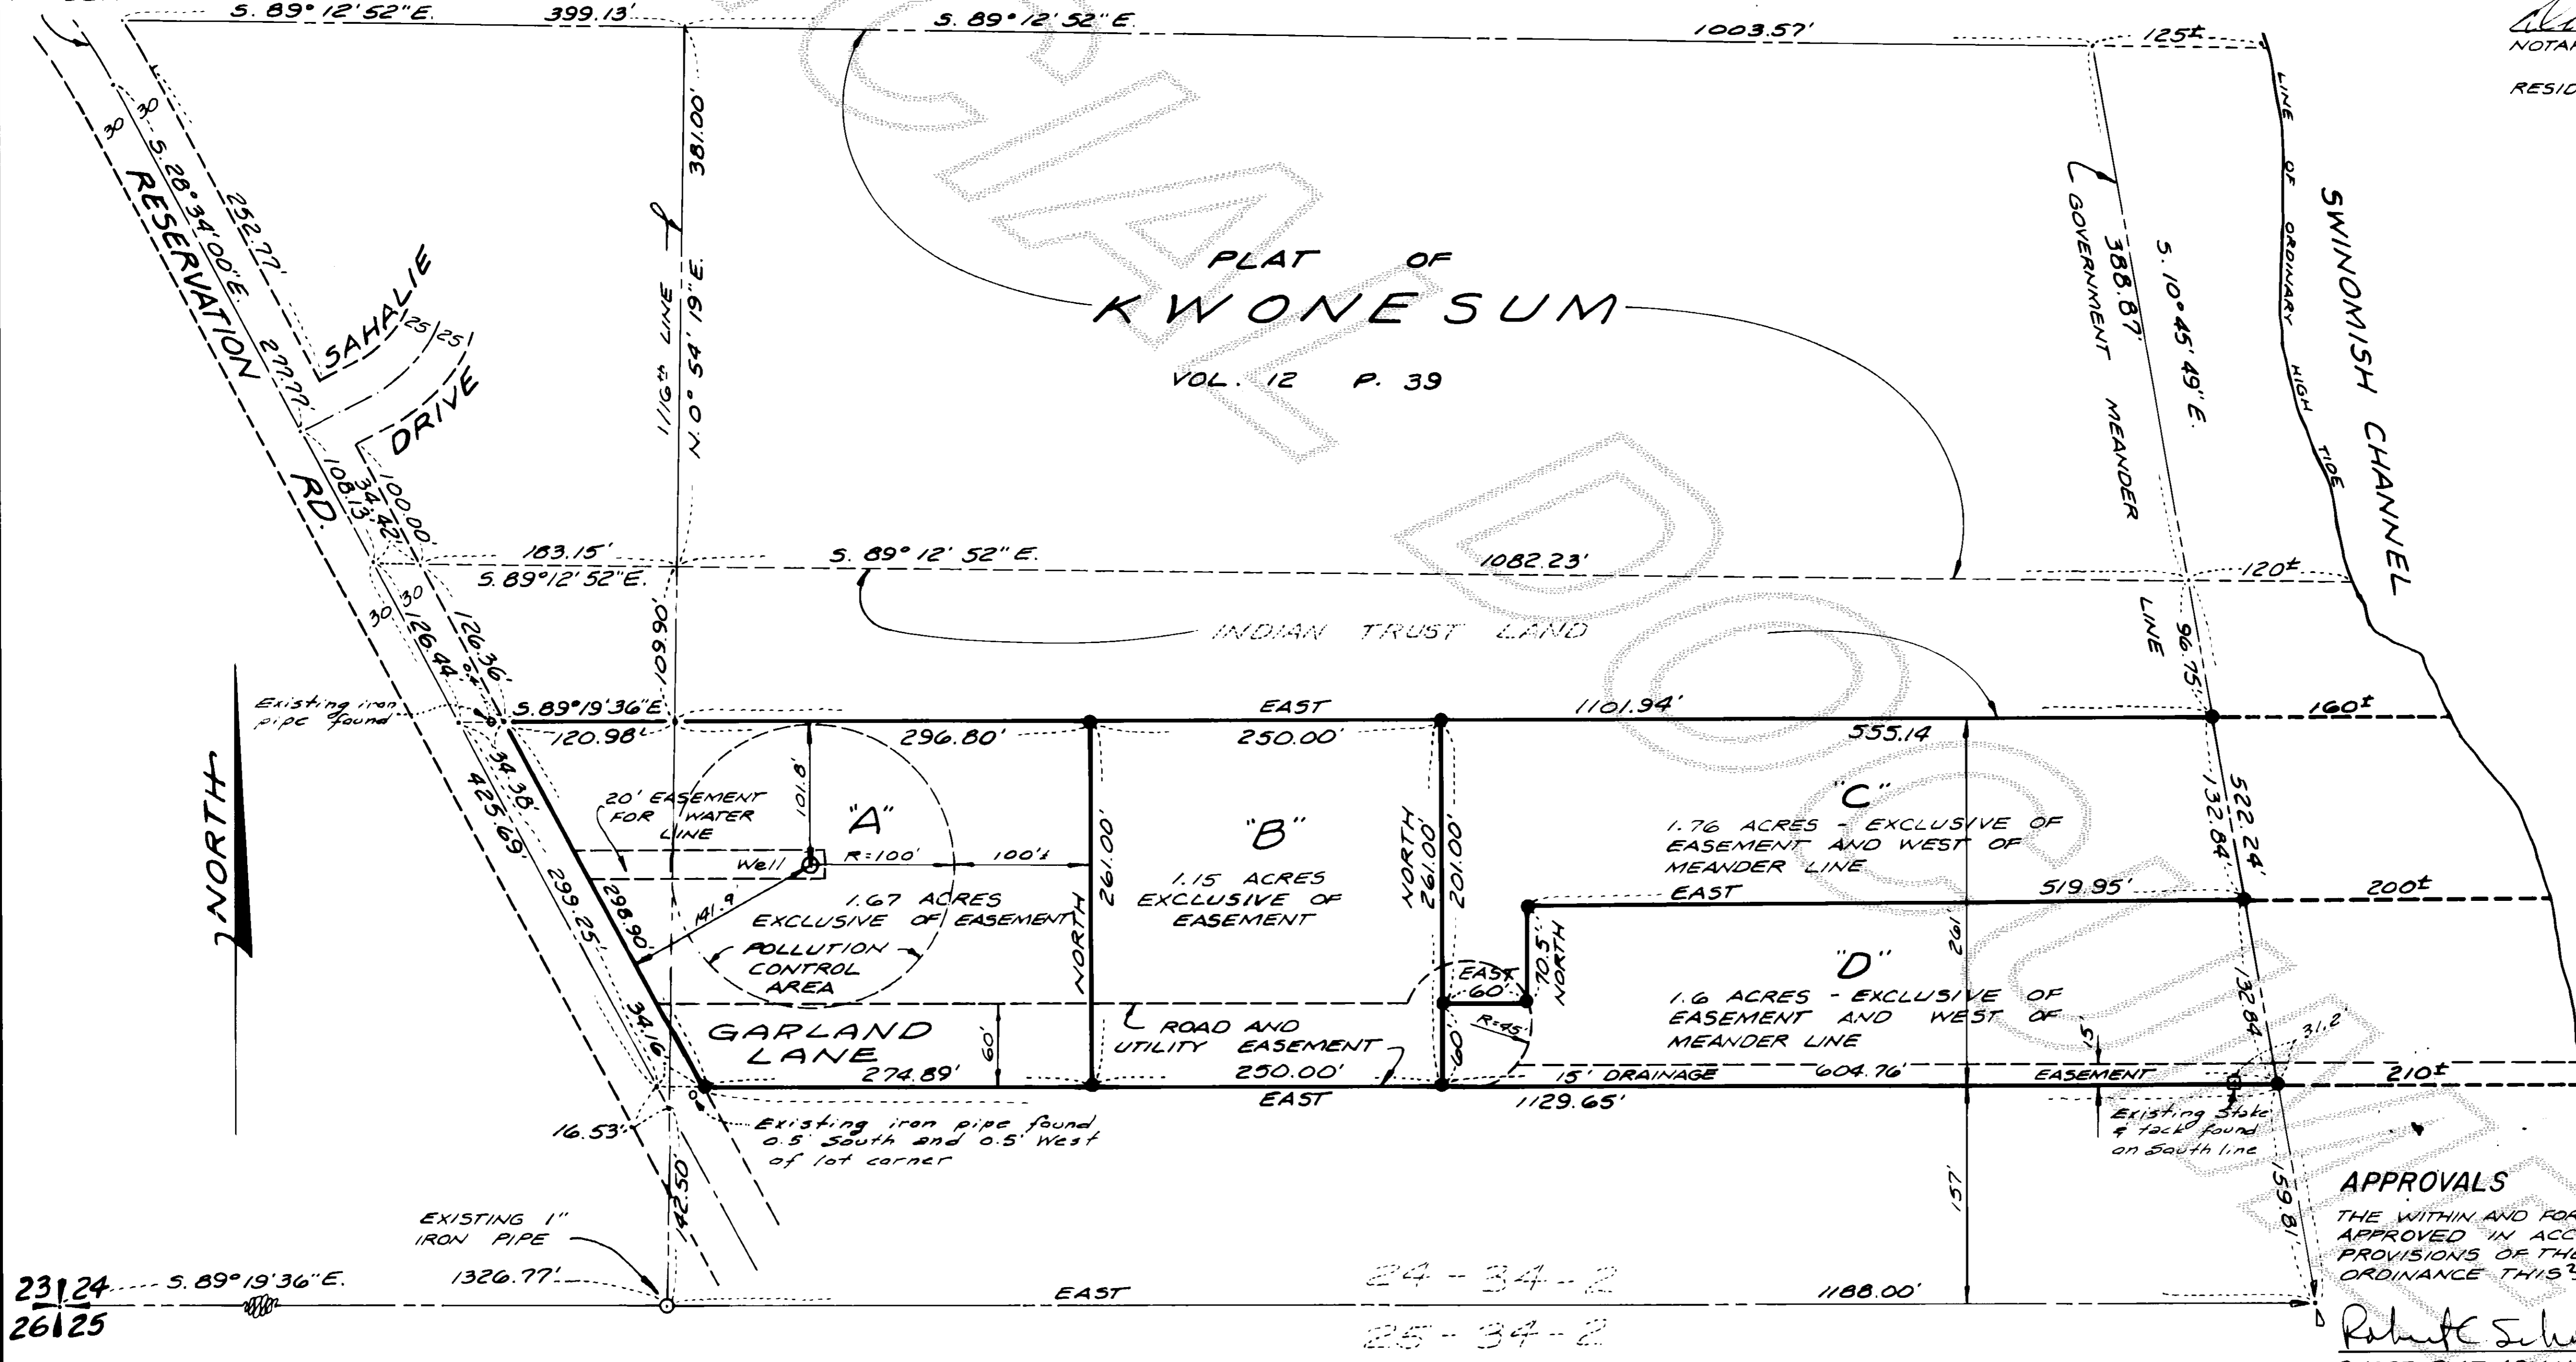 S. 89° 12' 52" E.
399.13'
S. 89° 12' 52" E.
1003.57'
125±
NOTAR
RESID
LINE OF ORDINARY HIGH TIDE
SWINOMISH CHANNEL
30
30
S. 28° 34' 00" E.
277.77'
RESERVATION
RD.
252.77'
SAHALIE
DRIVE
25
25
381.00'
1/16th LINE
N. 0° 54' 19" E.
PLAT OF
KWONESUM
VOL. 12 P. 39
GOVERNMENT MEANDER LINE
388.87'
S. 10° 45' 49" E.
108.13'
34.42'
100.00'
183.15'
S. 89° 12' 52" E.
S. 89° 12' 52" E.
1082.23'
120±
INDIAN TRUST LAND
30
30
126.44'
126.36'
109.90'
96.75'
Existing iron
pipe found
S. 89° 19' 36" E.
120.98'
296.80'
EAST
250.00'
1101.94'
555.14
160±
NORTH
34.38'
425.69'
299.25'
298.90'
20' EASEMENT
FOR WATER
LINE
101.8'
"A"
Well
R=100'
100'±
141.9'
1.67 ACRES
EXCLUSIVE OF EASEMENT
POLLUTION
CONTROL
AREA
NORTH
261.00'
"B"
1.15 ACRES
EXCLUSIVE OF
EASEMENT
NORTH
261.00'
201.00'
"C"
1.76 ACRES - EXCLUSIVE OF
EASEMENT AND WEST OF
MEANDER LINE
522.24'
132.84'
EAST
519.95'
200±
261'
EAST
60'
70.5'
NORTH
"D"
1.6 ACRES - EXCLUSIVE OF
EASEMENT AND WEST OF
MEANDER LINE
132.84
15'
31.2'
34.16'
GARLAND
LANE
60'
ROAD AND
UTILITY EASEMENT
R=45'
60'
274.89'
250.00'
EAST
15' DRAINAGE
604.76'
EASEMENT
210±
1129.65'
16.53'
Existing iron pipe found
0.5' South and 0.5' West
of lot corner
Existing Stake
& tack found
on South line
142.50'
157'
159.81'
APPROVALS
THE WITHIN AND FOR
APPROVED IN ACC
PROVISIONS OF THE
ORDINANCE THIS
EXISTING 1"
IRON PIPE
23 24
26 25
S. 89° 19' 36" E.
1326.77'
EAST
24-34-2
1188.00'
25-34-2